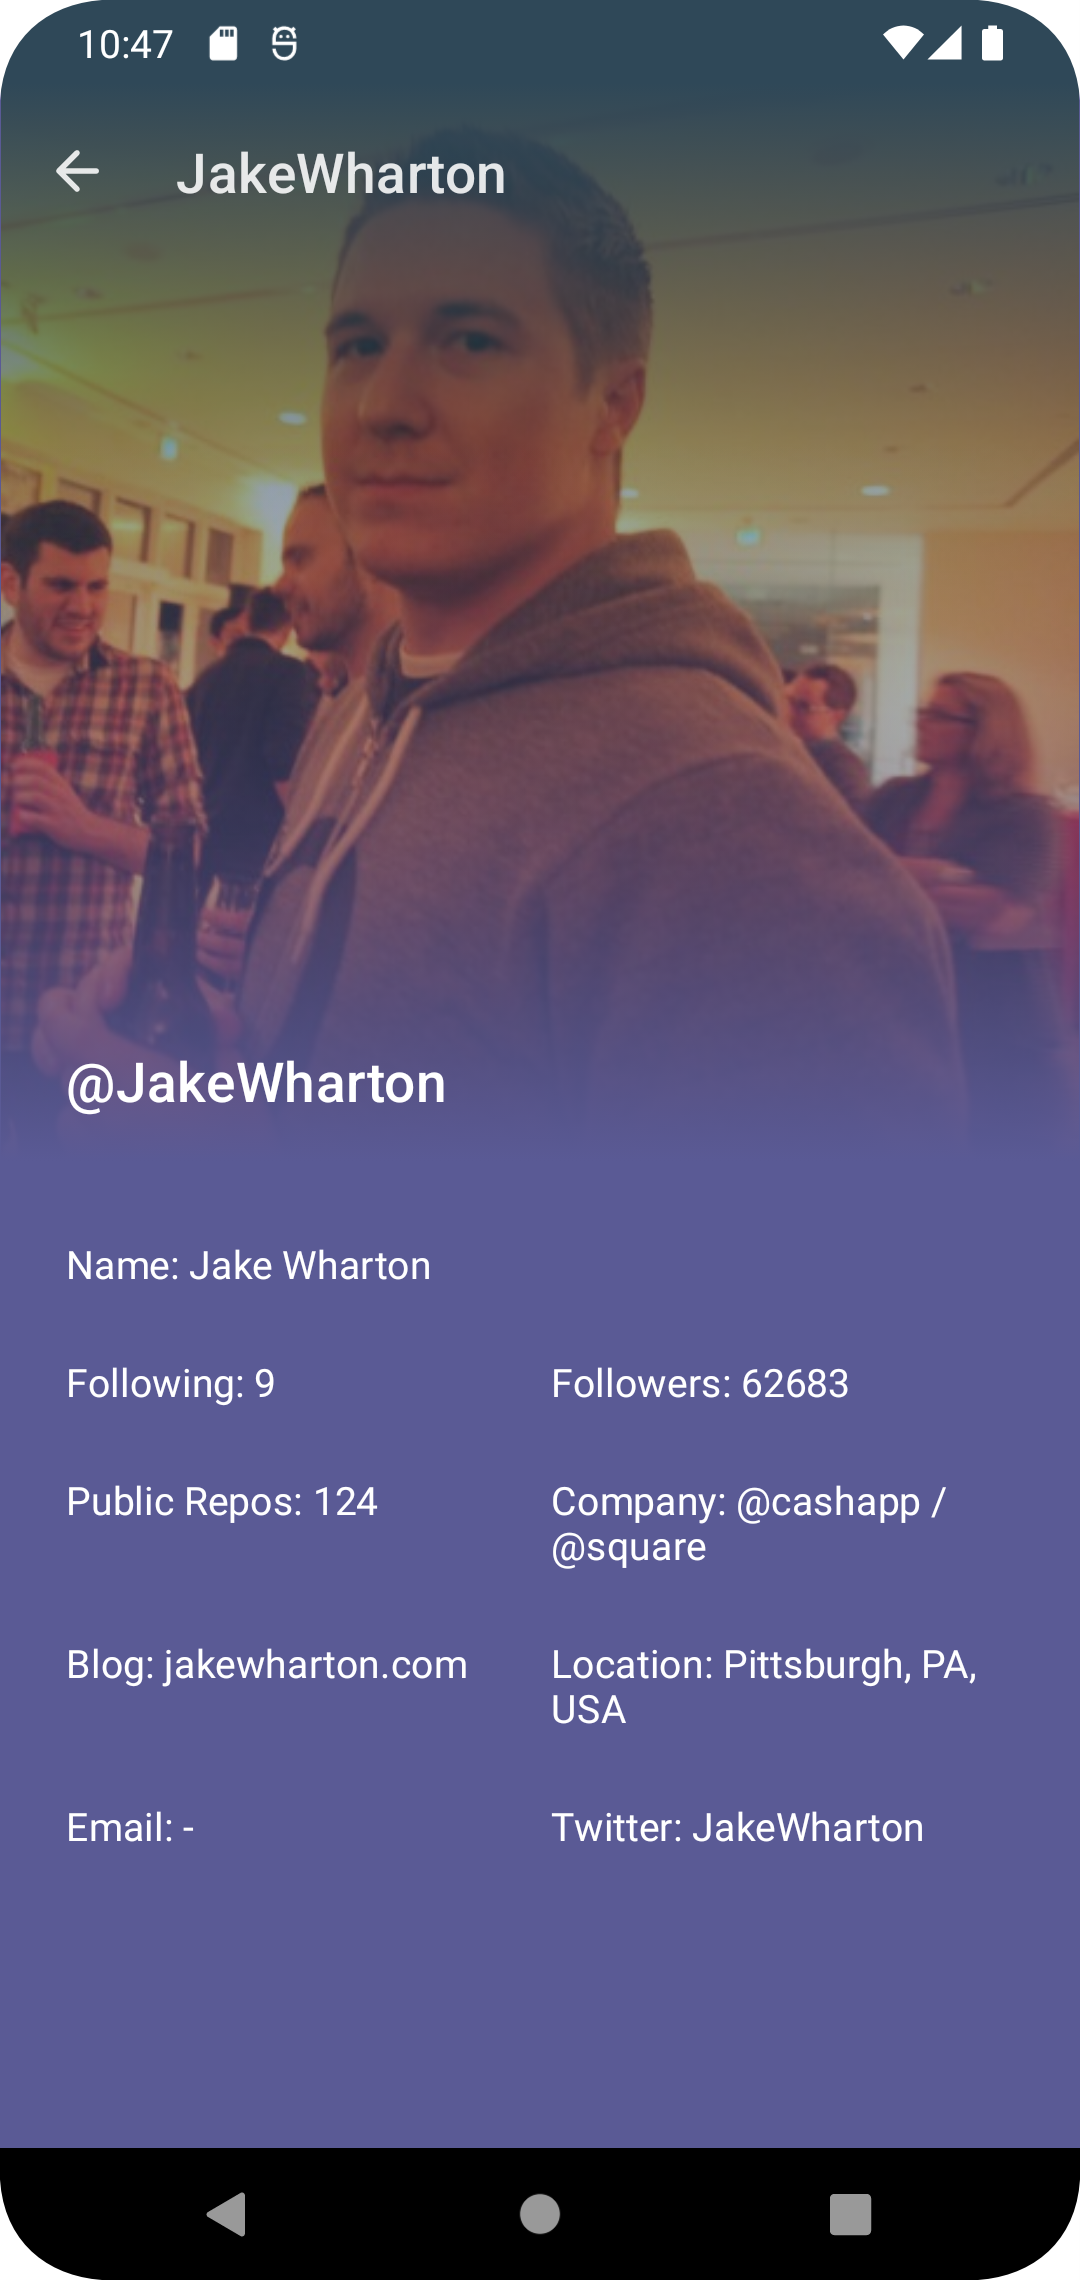 10:47
JakeWharton
@JakeWharton
Name: Jake Wharton
Following: 9
Followers: 62683
Public Repos: 124
Company: @cashapp /
@square
Blog: jakewharton.com
Location: Pittsburgh, PA,
USA
Email: -
Twitter: JakeWharton